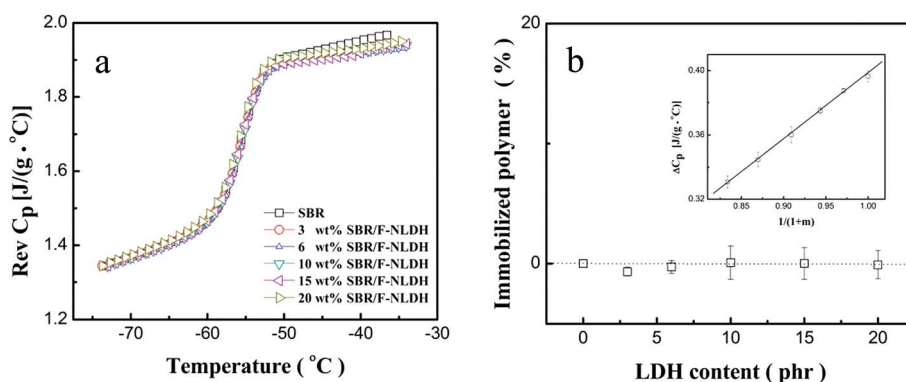 a
Rev Cp [J/(g·°C)]
2.0
1.8
1.6
1.4
1.2
SBR
3 wt% SBR/F-NLDH
6 wt% SBR/F-NLDH
10 wt% SBR/F-NLDH
15 wt% SBR/F-NLDH
20 wt% SBR/F-NLDH
-70 -60 -50 -40 -30
Temperature ( °C )
b
Immobilized polymer ( % )
20
0
ΔCp [J/(g·°C)]
0.40
0.36
0.32
0.85 0.90 0.95 1.00
1/(1+m)
0 5 10 15 20
LDH content ( phr )